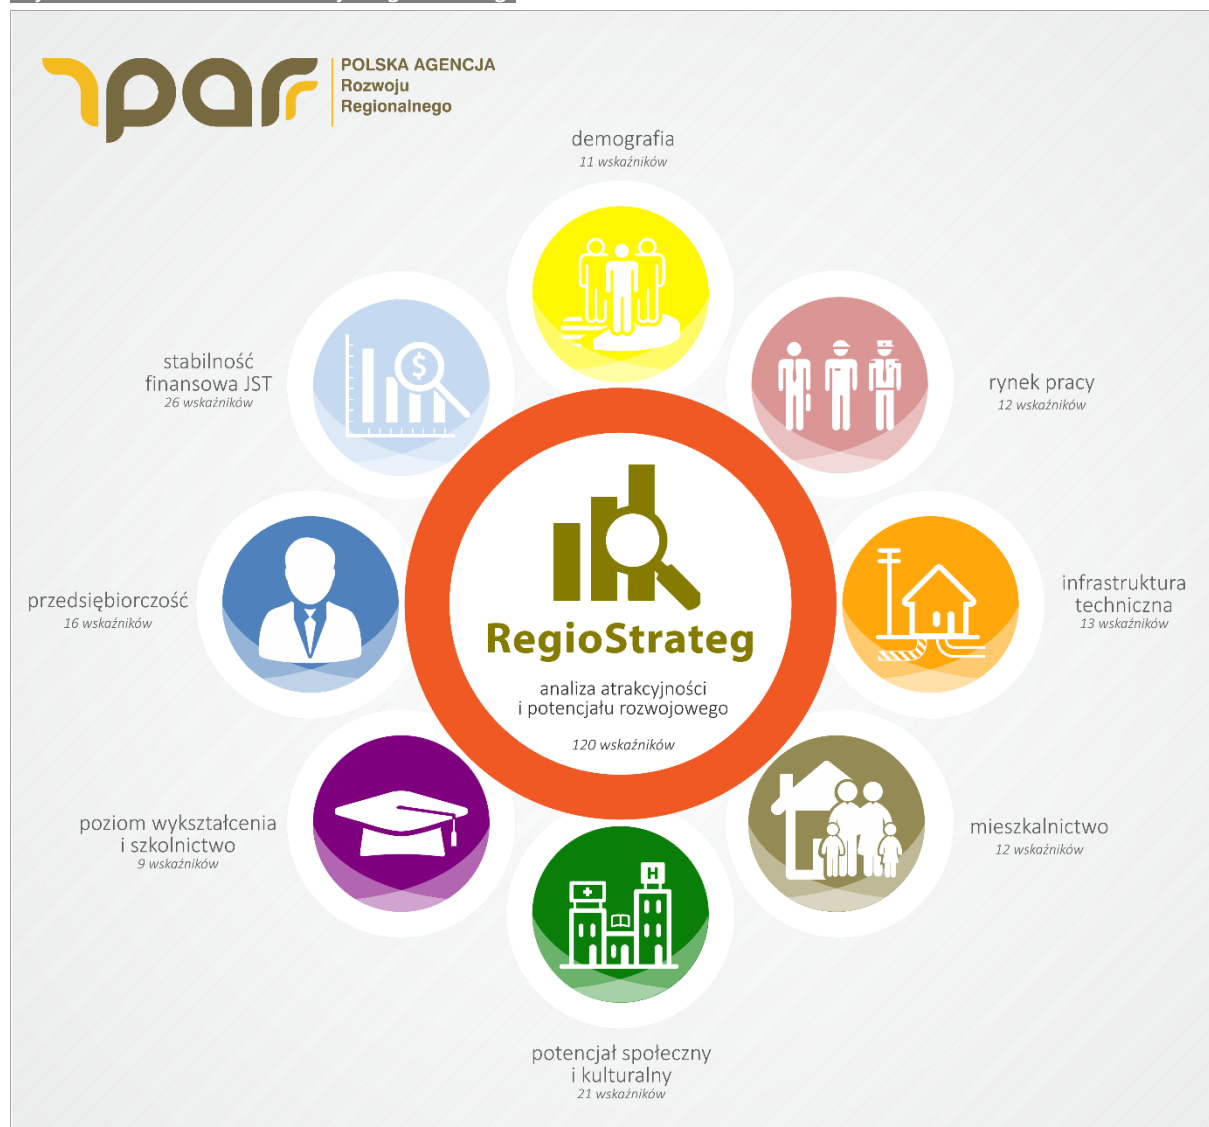 par
POLSKA AGENCJA
Rozwoju
Regionalnego
demografia
11 wskaźników
stabilność
finansowa JST
26 wskaźników
rynek pracy
12 wskaźników
$
przedsiębiorczość
16 wskaźników
infrastruktura
techniczna
13 wskaźników
RegioStrateg
analiza atrakcyjności
i potencjału rozwojowego
120 wskaźników
poziom wykształcenia
i szkolnictwo
9 wskaźników
mieszkalnictwo
12 wskaźników
H
potencjał społeczny
i kulturalny
21 wskaźników